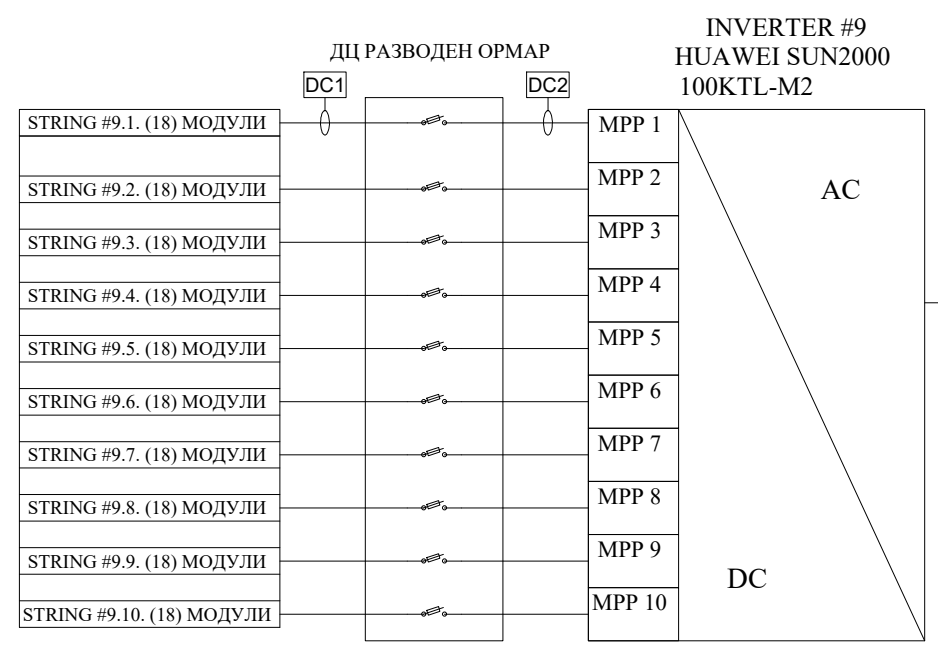 INVERTER #9
HUAWEI SUN2000
100KTL-M2
ДЦ РАЗВОДЕН ОРМАР
DC1
DC2
STRING #9.1. (18) МОДУЛИ
MPP 1
STRING #9.2. (18) МОДУЛИ
MPP 2
STRING #9.3. (18) МОДУЛИ
MPP 3
STRING #9.4. (18) МОДУЛИ
MPP 4
STRING #9.5. (18) МОДУЛИ
MPP 5
STRING #9.6. (18) МОДУЛИ
MPP 6
STRING #9.7. (18) МОДУЛИ
MPP 7
STRING #9.8. (18) МОДУЛИ
MPP 8
STRING #9.9. (18) МОДУЛИ
MPP 9
STRING #9.10. (18) МОДУЛИ
MPP 10
AC
DC